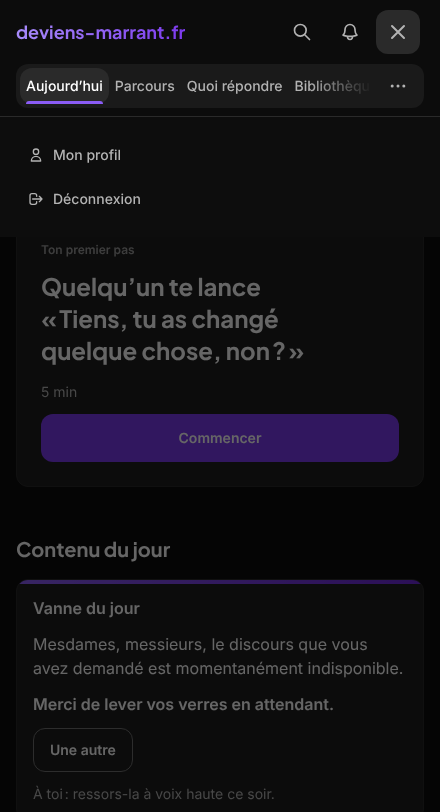 deviens-marrant.fr
Aujourd’hui Parcours Quoi répondre Bibliothèqu
Mon profil
Déconnexion
Ton premier pas
Quelqu’un te lance
« Tiens, tu as changé
quelque chose, non ? »
5 min
Commencer
Contenu du jour
Vanne du jour
Mesdames, messieurs, le discours que vous
avez demandé est momentanément indisponible.
Merci de lever vos verres en attendant.
Une autre
À toi : ressors-la à voix haute ce soir.